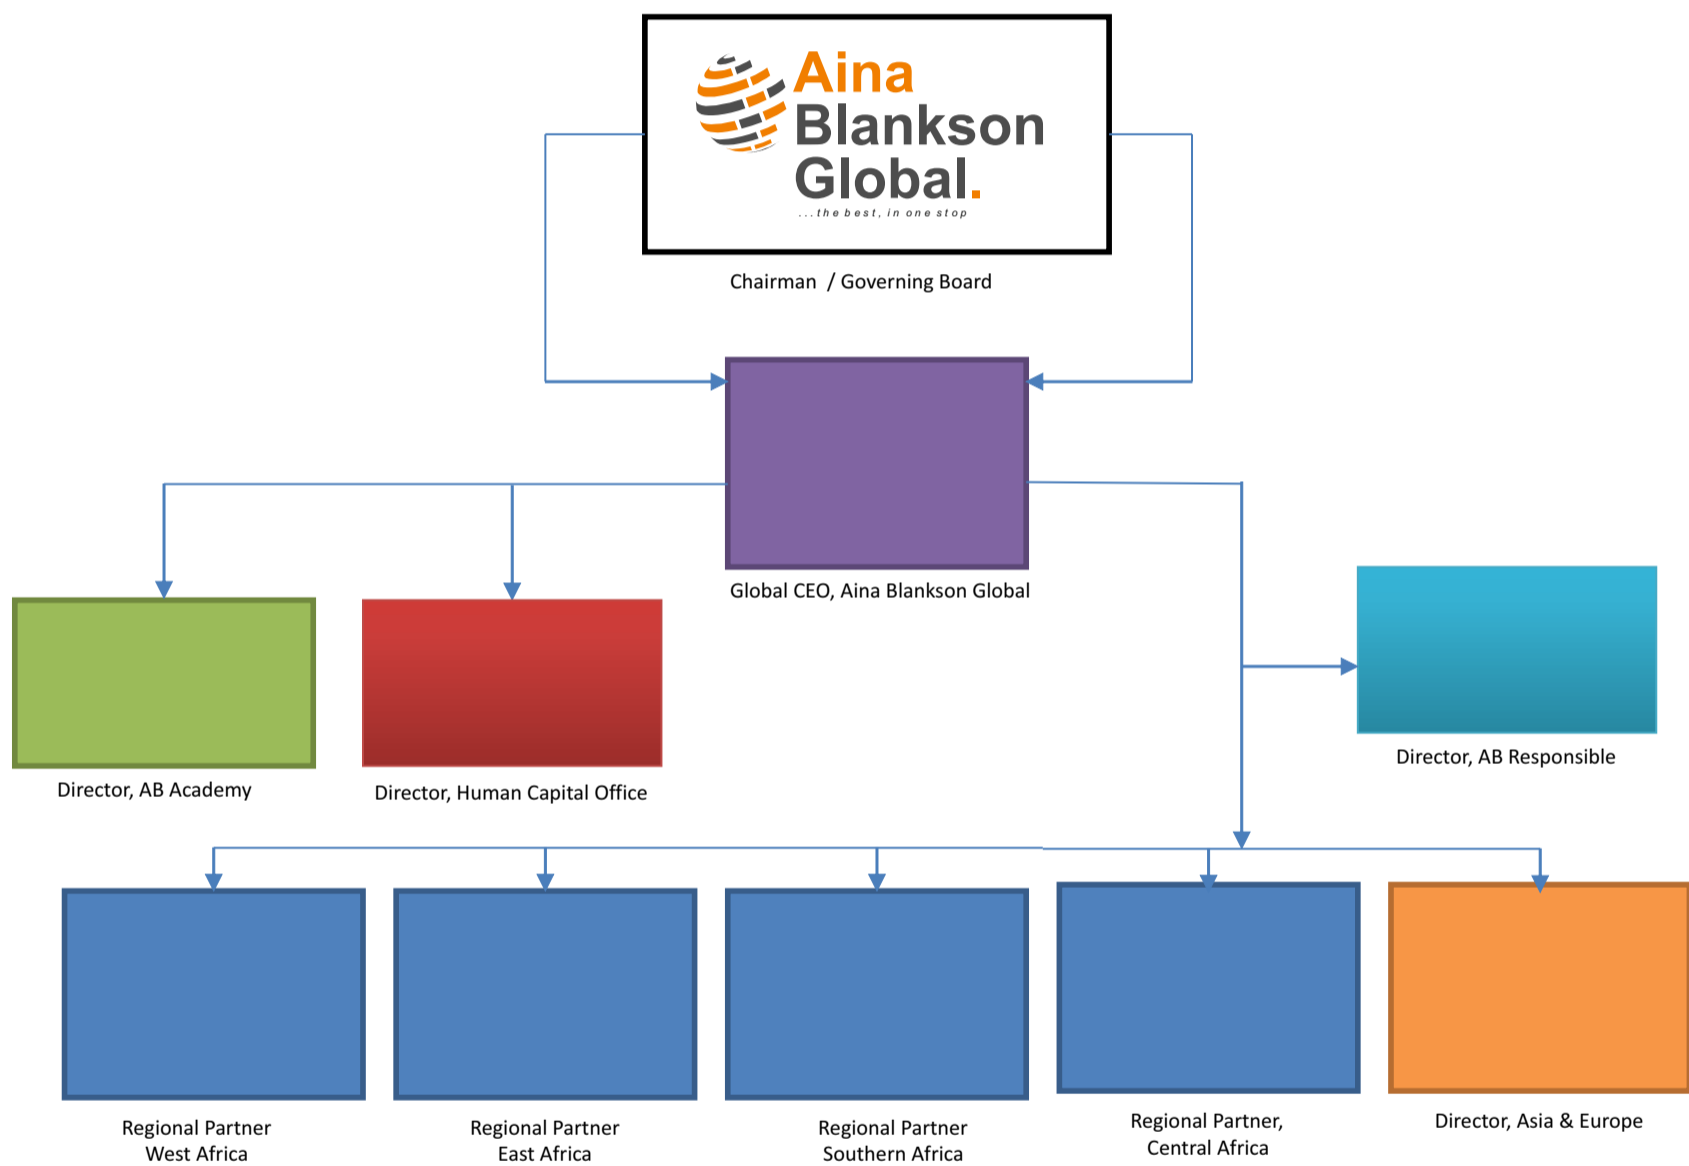 Aina
Blankson
Global.
...the best, in one stop
Chairman / Governing Board
Global CEO, Aina Blankson Global
Director, AB Responsible
Director, AB Academy
Director, Human Capital Office
Regional Partner
West Africa
Regional Partner
East Africa
Regional Partner
Southern Africa
Regional Partner,
Central Africa
Director, Asia & Europe